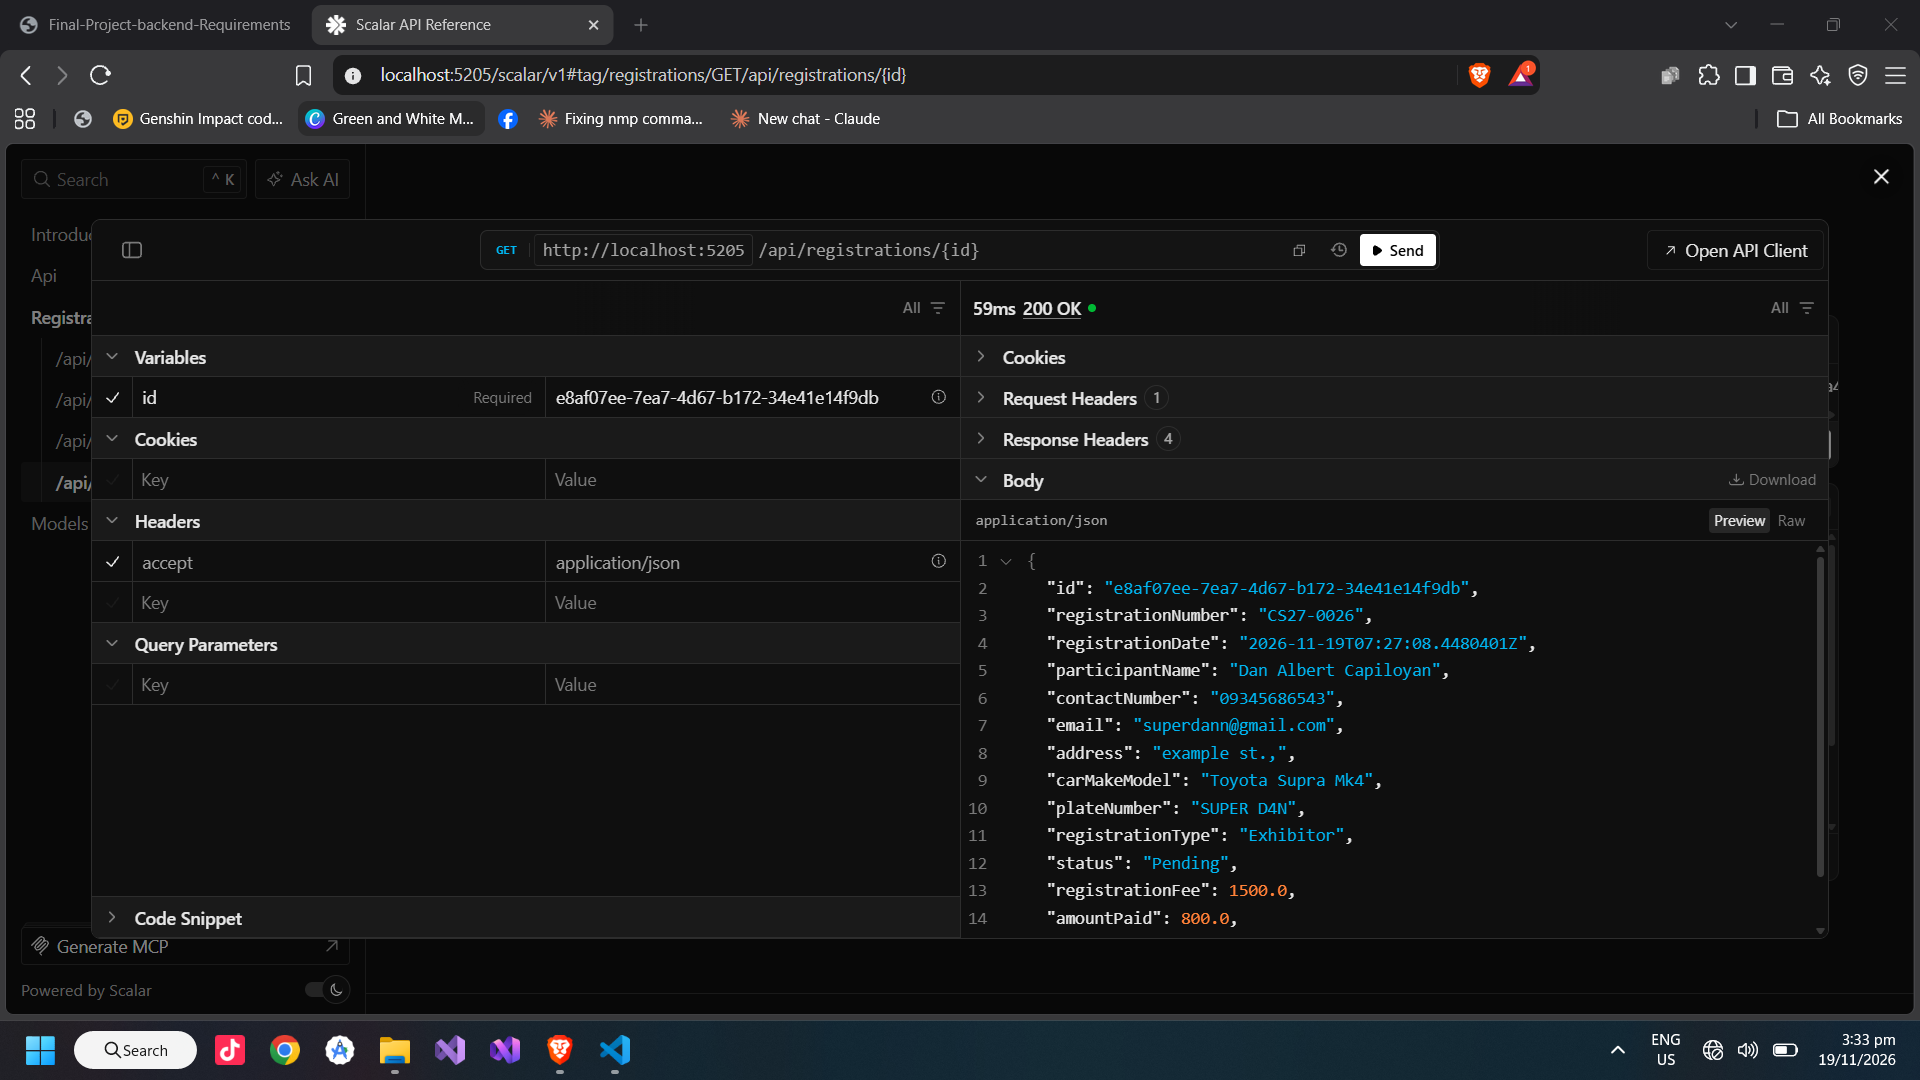 Final-Project-backend-Requirements
Scalar API Reference
localhost:5205/scalar/v1#tag/registrations/GET/api/registrations/{id}
1
Genshin Impact cod...
Green and White M...
Fixing nmp comma...
New chat - Claude
All Bookmarks
Search
^ K
Ask AI
Introduc
Api
Registra
/api/
/api/
/api/
/api/
Models
GET
http://localhost:5205
/api/registrations/{id}
Send
Open API Client
All
Variables
id
Required
e8af07ee-7ea7-4d67-b172-34e41e14f9db
Cookies
Key
Value
Headers
accept
application/json
Key
Value
Query Parameters
Key
Value
Code Snippet
59ms 200 OK
All
Cookies
Request Headers 1
Response Headers 4
Body
Download
application/json
Preview
Raw
1 {
2 "id": "e8af07ee-7ea7-4d67-b172-34e41e14f9db",
3 "registrationNumber": "CS27-0026",
4 "registrationDate": "2026-11-19T07:27:08.4480401Z",
5 "participantName": "Dan Albert Capiloyan",
6 "contactNumber": "09345686543",
7 "email": "superdann@gmail.com",
8 "address": "example st.,",
9 "carMakeModel": "Toyota Supra Mk4",
10 "plateNumber": "SUPER D4N",
11 "registrationType": "Exhibitor",
12 "status": "Pending",
13 "registrationFee": 1500.0,
14 "amountPaid": 800.0,
Generate MCP
Powered by Scalar
Search
ENG
US
3:33 pm
19/11/2026